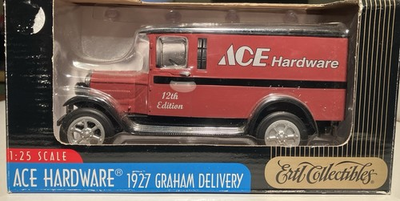 ACE Hardware
12th
Edition
1:25 SCALE
ACE HARDWARE® 1927 GRAHAM DELIVERY
Ertl Collectibles